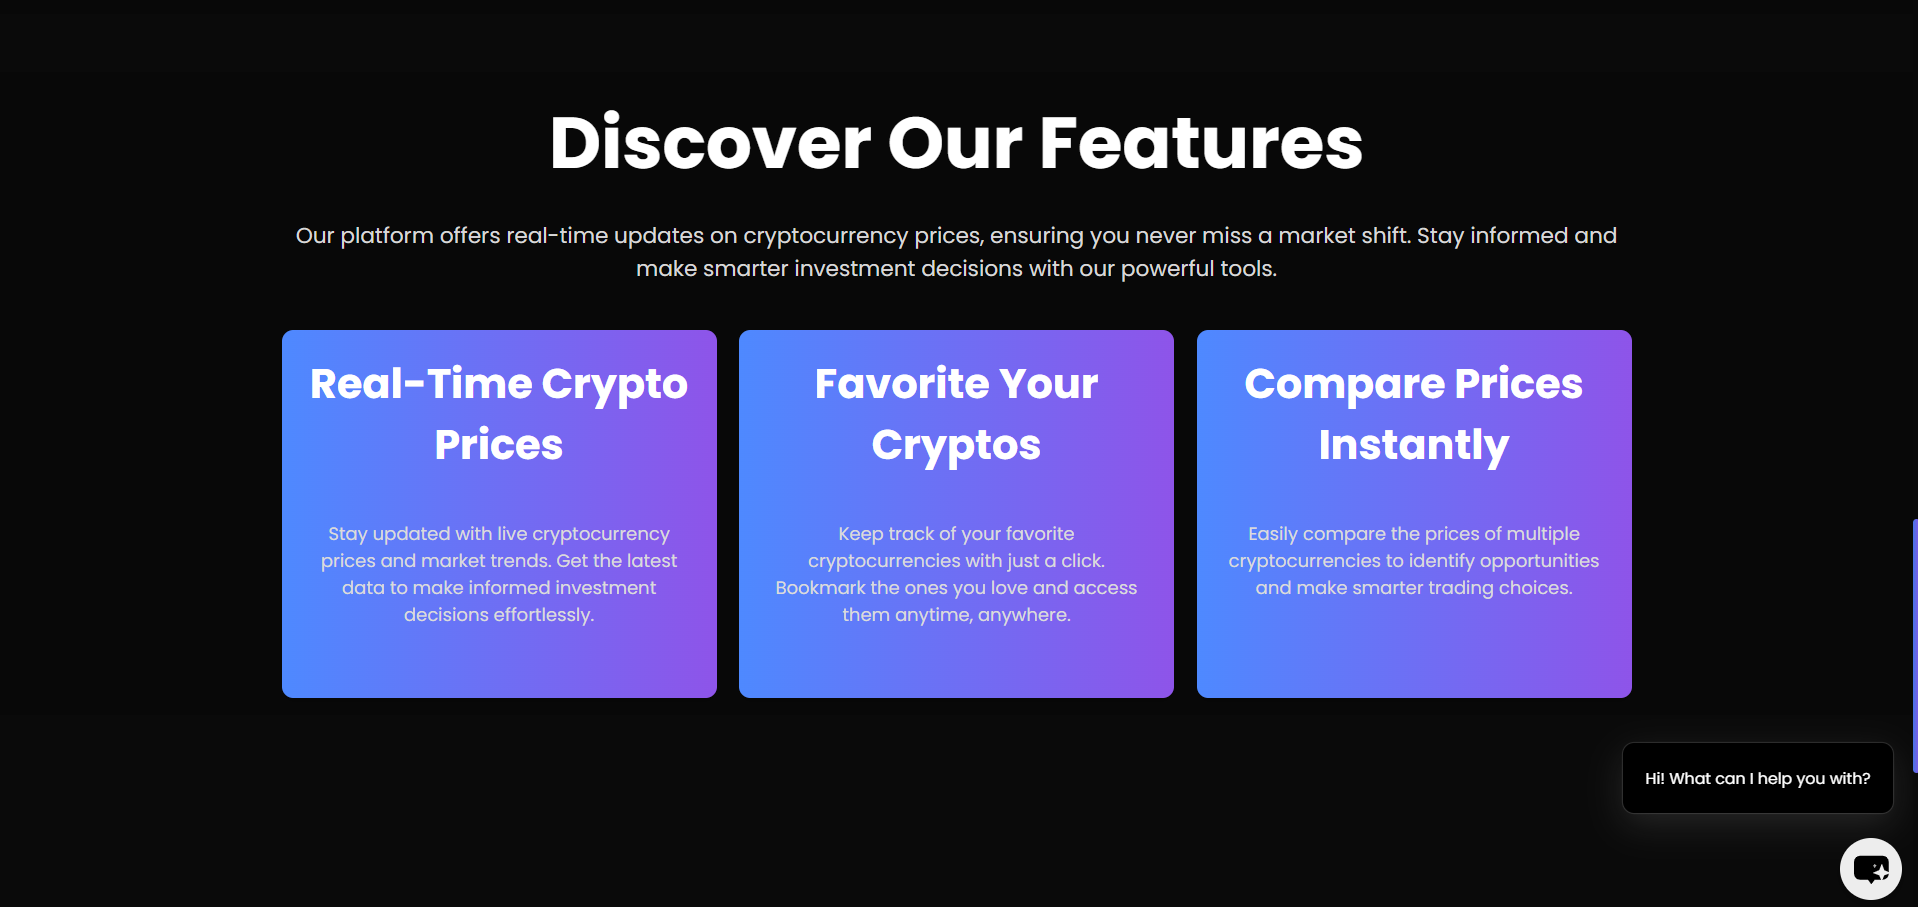 Discover Our Features
Our platform offers real-time updates on cryptocurrency prices, ensuring you never miss a market shift. Stay informed and
make smarter investment decisions with our powerful tools.
Real-Time Crypto
Prices
Stay updated with live cryptocurrency
prices and market trends. Get the latest
data to make informed investment
decisions effortlessly.
Favorite Your
Cryptos
Keep track of your favorite
cryptocurrencies with just a click.
Bookmark the ones you love and access
them anytime, anywhere.
Compare Prices
Instantly
Easily compare the prices of multiple
cryptocurrencies to identify opportunities
and make smarter trading choices.
Hi! What can I help you with?